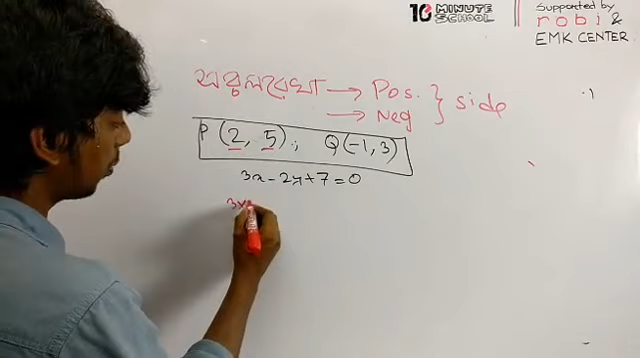 10 MINUTE SCHOOL
Supported by
robi &
EMK CENTER
সরলরেখা → Pos.
→ Neg } side
P (2, 5) ; Q(-1, 3)
3x - 2y + 7 = 0
3x